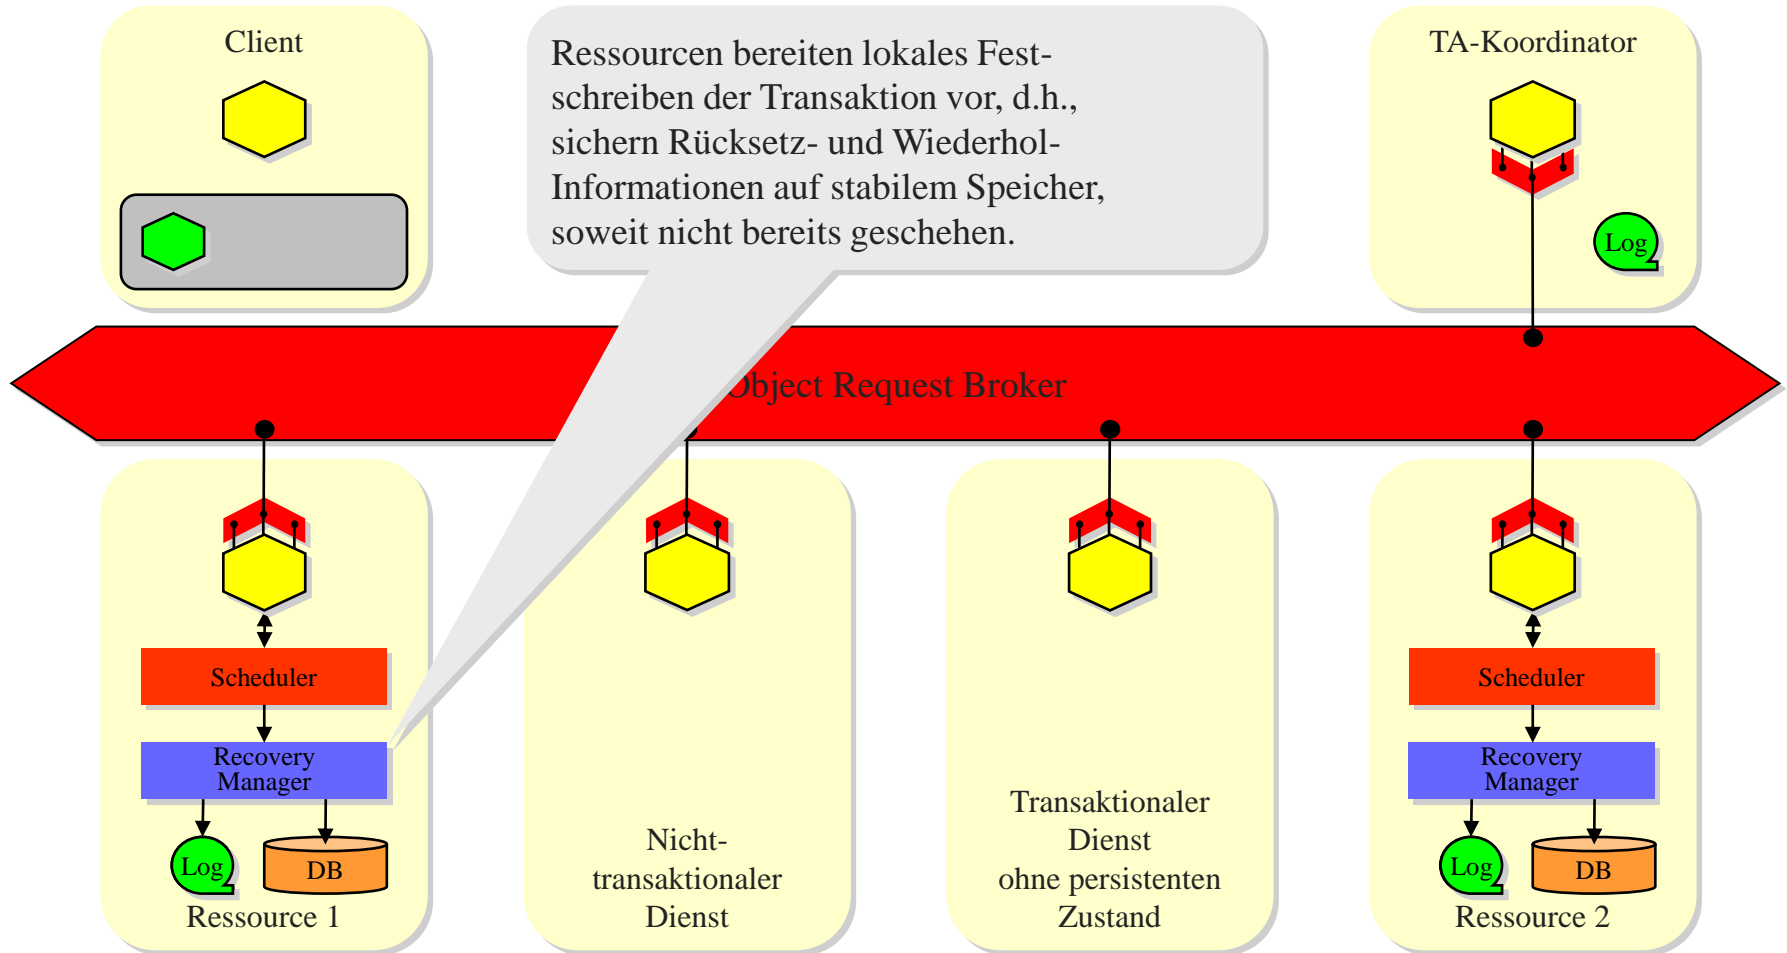 Client
Ressourcen bereiten lokales Fest-
schreiben der Transaktion vor, d.h.,
sichern Rücksetz- und Wiederhol-
Informationen auf stabilem Speicher,
soweit nicht bereits geschehen.
TA-Koordinator
Log
Object Request Broker
Scheduler
Recovery
Manager
Log
DB
Ressource 1
Nicht-
transaktionaler
Dienst
Transaktionaler
Dienst
ohne persistenten
Zustand
Scheduler
Recovery
Manager
Log
DB
Ressource 2